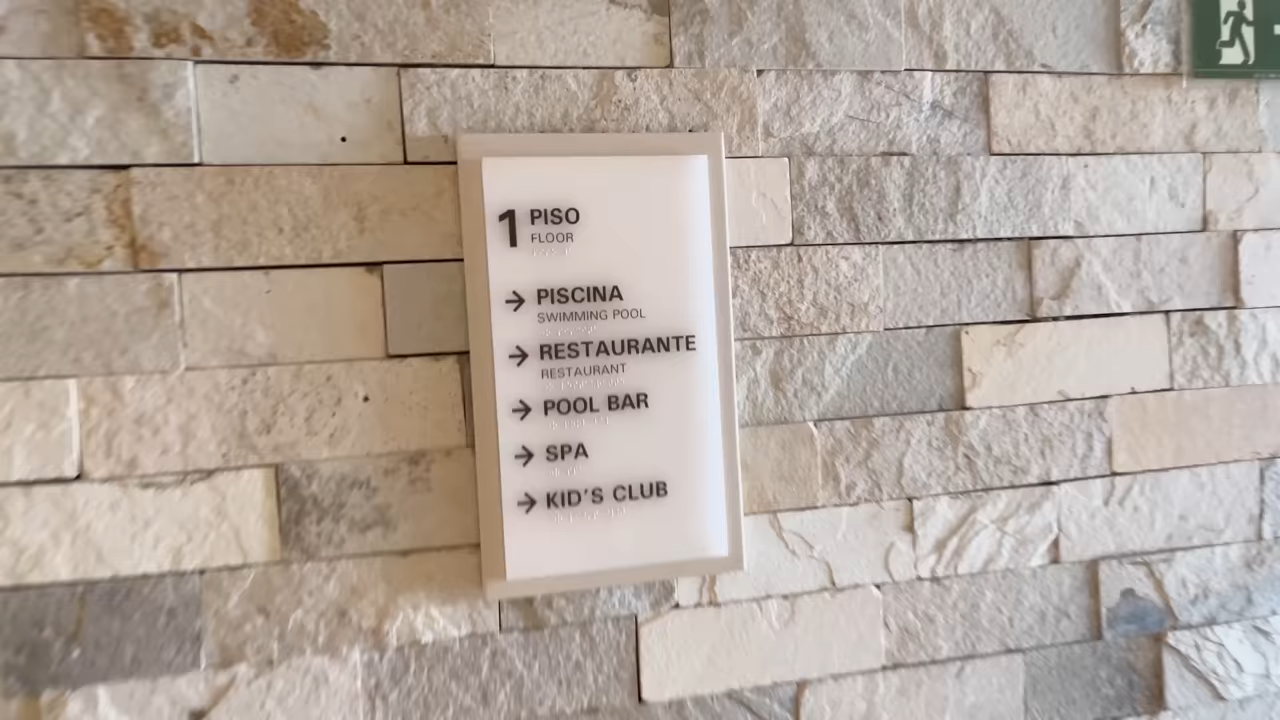 1 PISO
FLOOR
→ PISCINA
SWIMMING POOL
→ RESTAURANTE
RESTAURANT
→ POOL BAR
→ SPA
→ KID'S CLUB